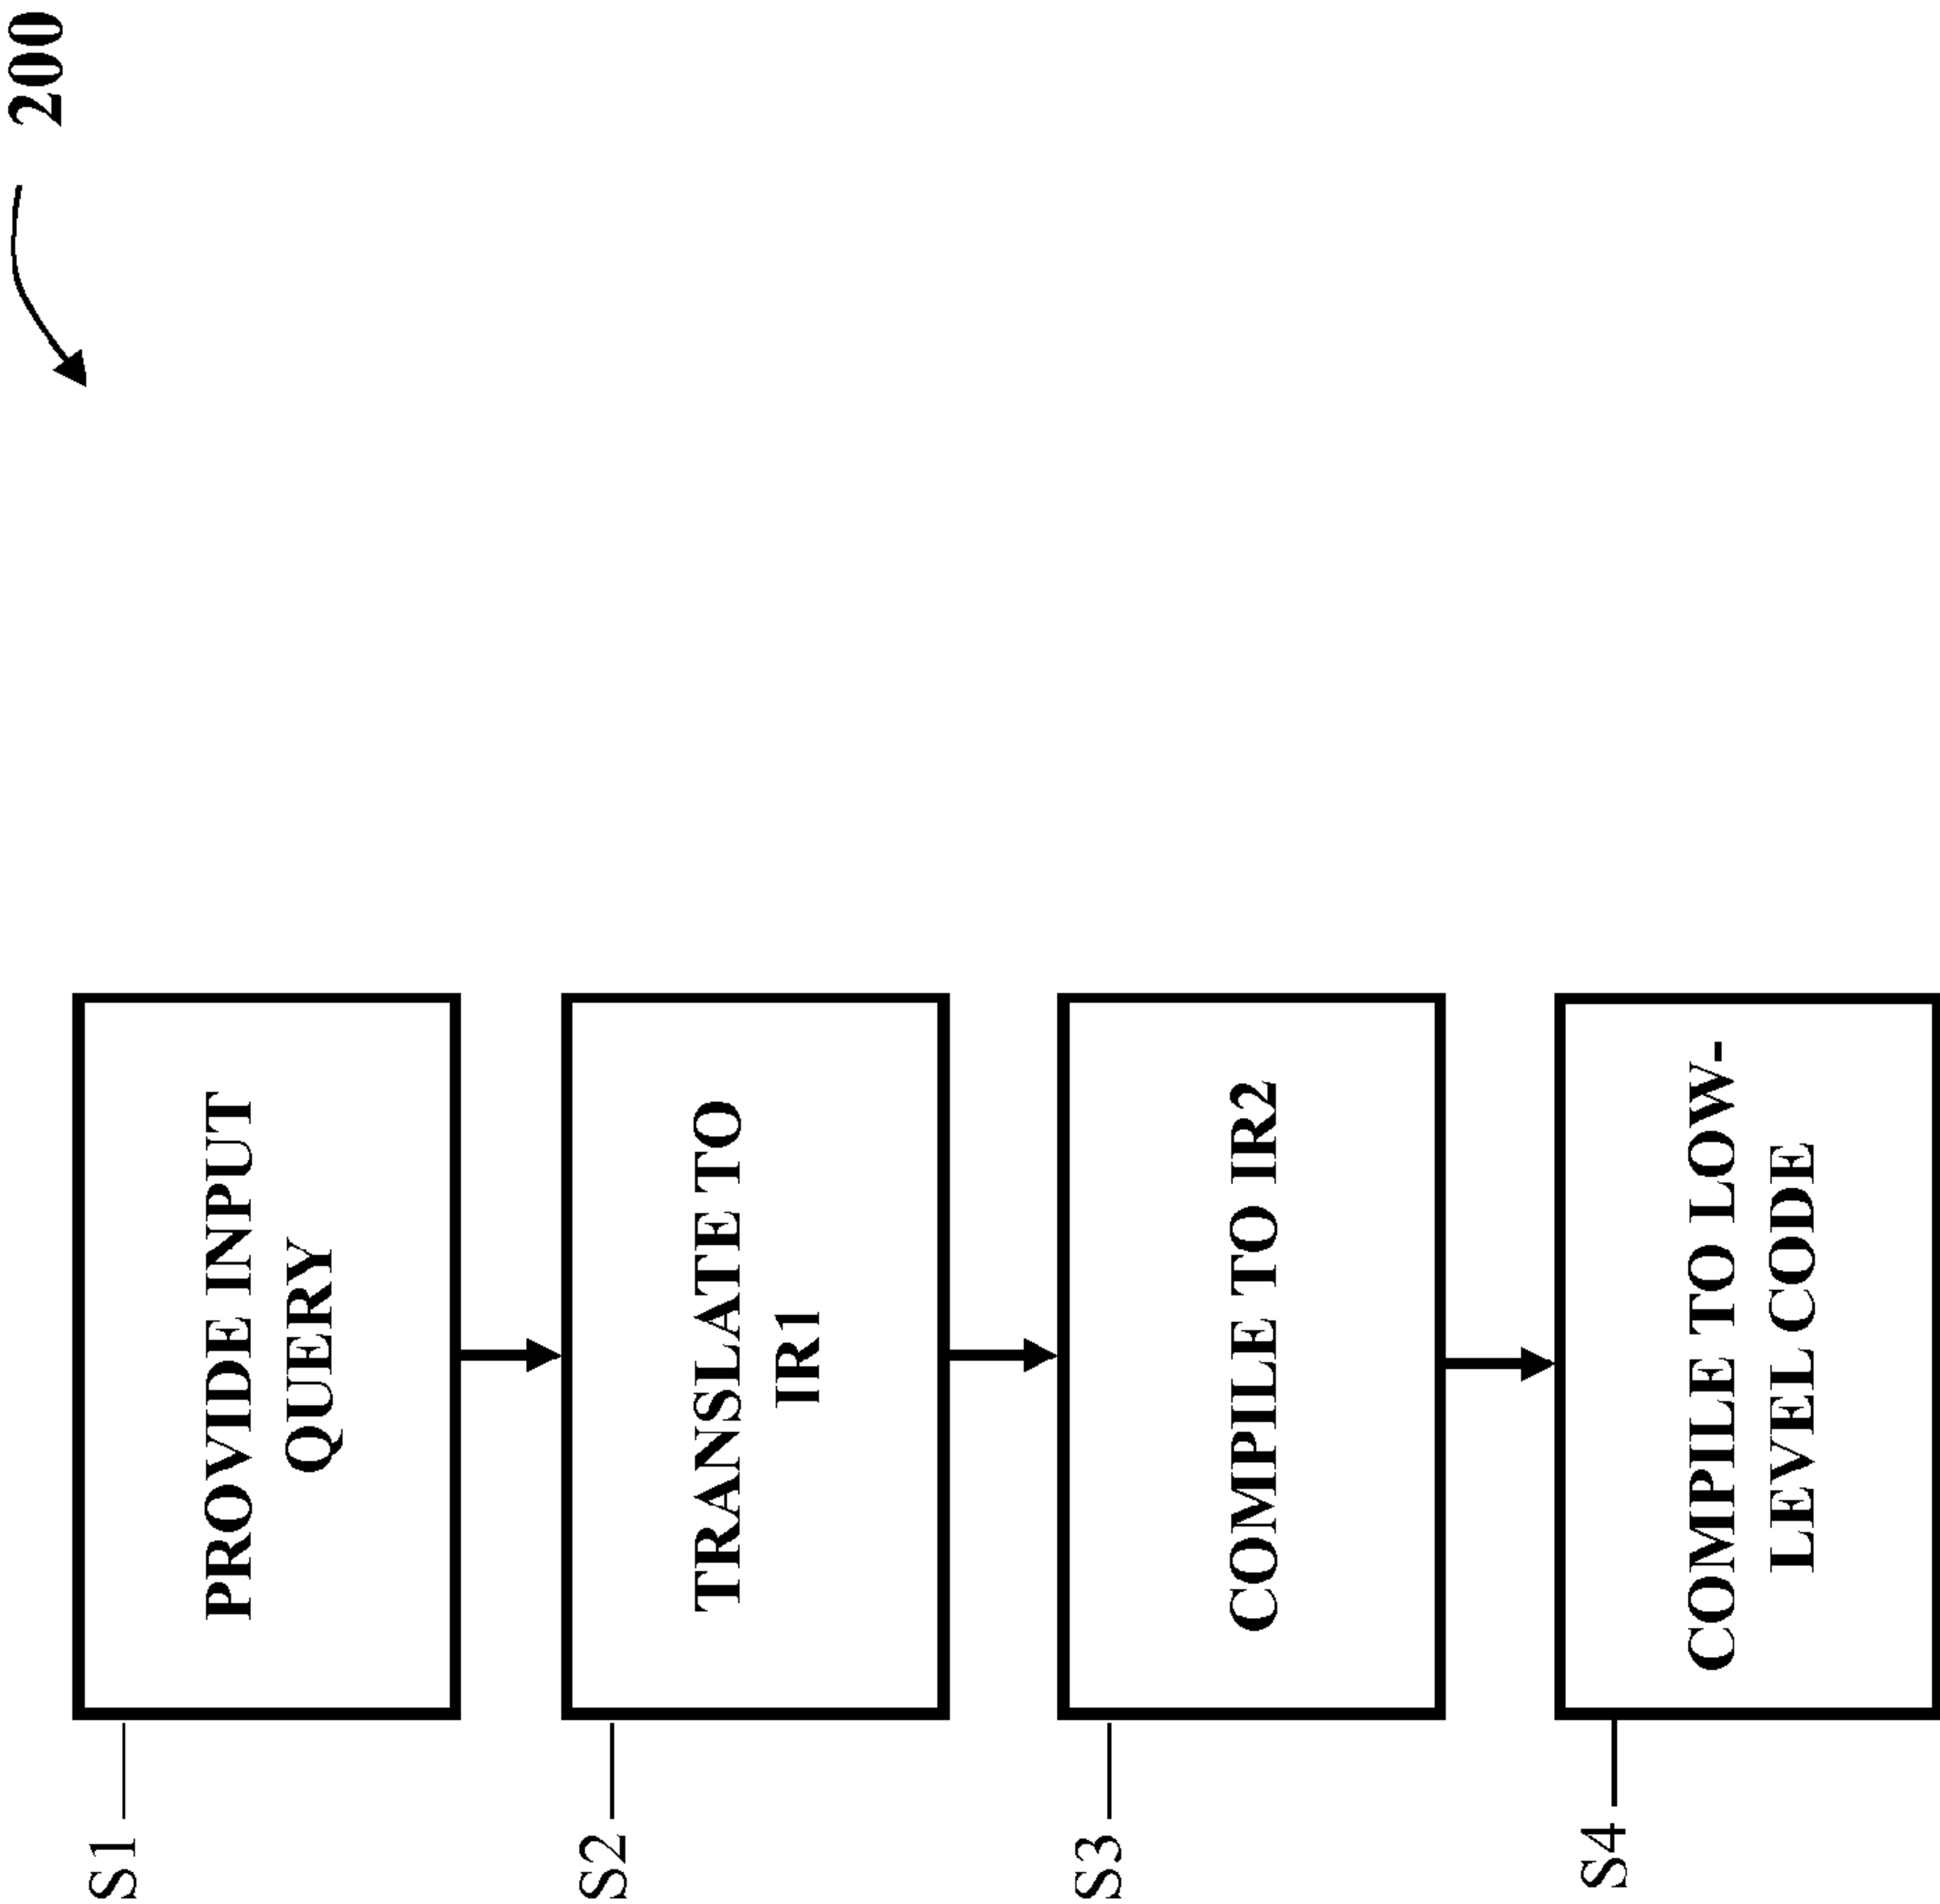 200
S1
PROVIDE INPUT
QUERY
S2
TRANSLATE TO
IR1
S3
COMPILE TO IR2
S4
COMPILE TO LOW-
LEVEL CODE